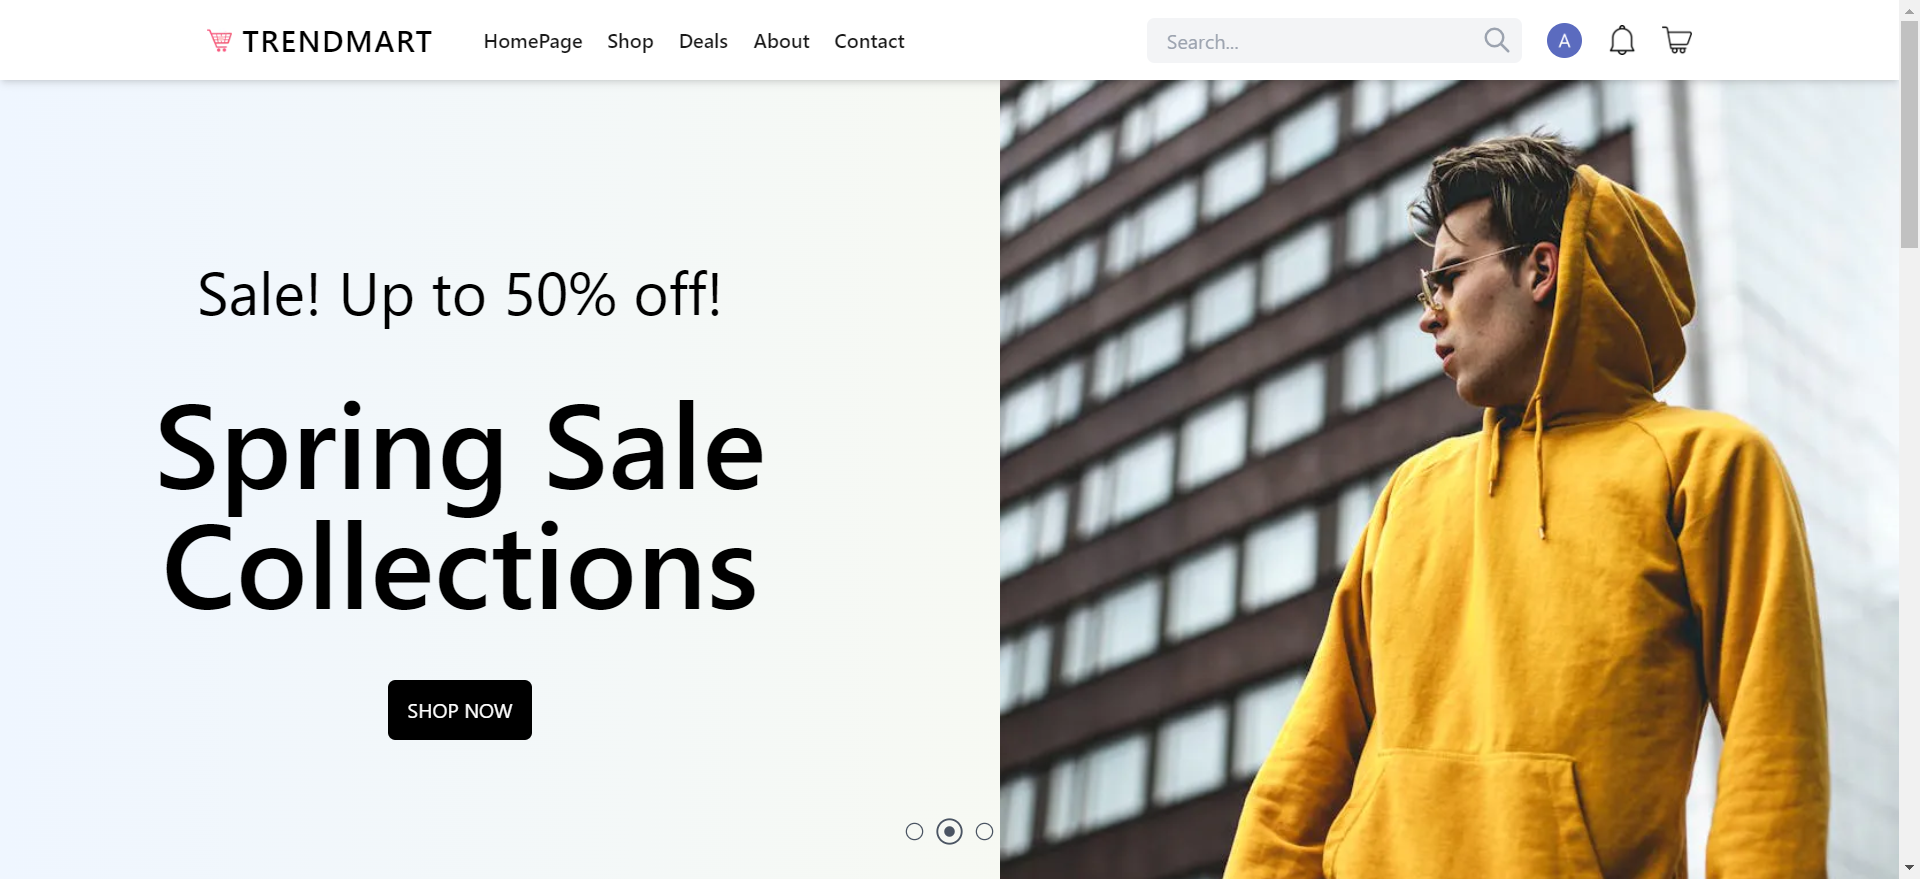 TRENDMART
HomePage Shop Deals About Contact
Search...
A
Sale! Up to 50% off!
Spring Sale
Collections
SHOP NOW